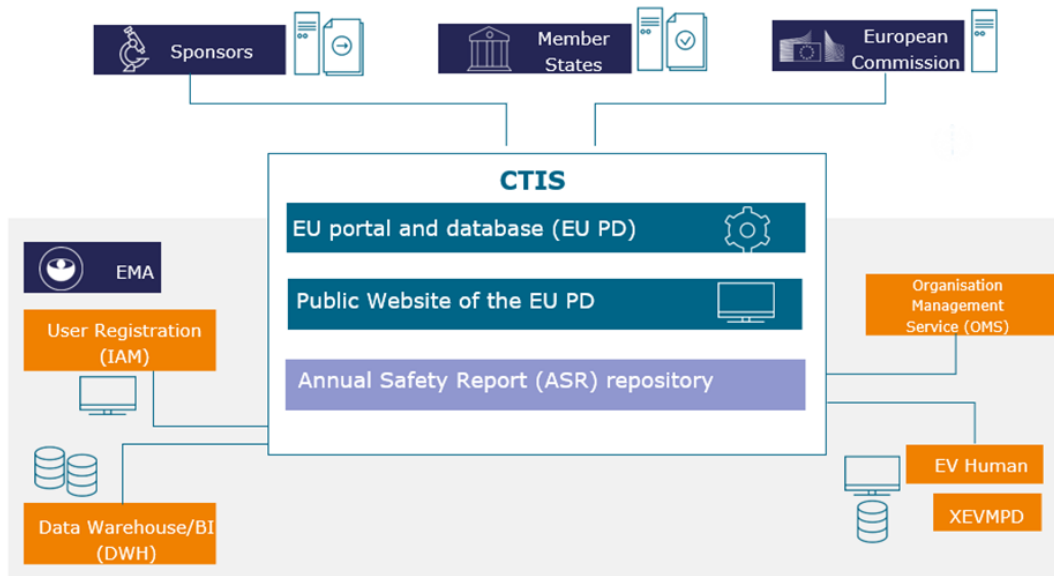 Sponsors
Member
States
European
Commission
CTIS
EU portal and database (EU PD)
Public Website of the EU PD
Annual Safety Report (ASR) repository
EMA
User Registration
(IAM)
Data Warehouse/BI
(DWH)
Organisation
Management
Service (OMS)
EV Human
XEVMPD